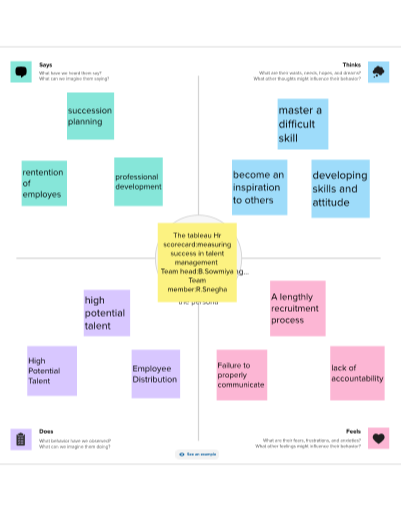 Says
What have we heard them say?
What can we imagine them saying?
Thinks
What are their wants, needs, hopes, and dreams?
What other thoughts might influence their behavior?
succession
planning
rentention
of
employes
professional
development
master a
difficult
skill
become an
inspiration
to others
developing
skills and
attitude
The tableau Hr
scorecard:measuring
success in talent
management
Team head:B.Sowmiya
Team
member:R.Snegha
high
potential
talent
High
Potential
Talent
Employee
Distribution
A lengthly
recruitment
process
Failure to
properly
communicate
lack of
accountability
Does
What behavior have we observed?
What can we imagine them doing?
Feels
What are their fears, frustrations, and anxieties?
What other feelings might influence their behavior?
See an example